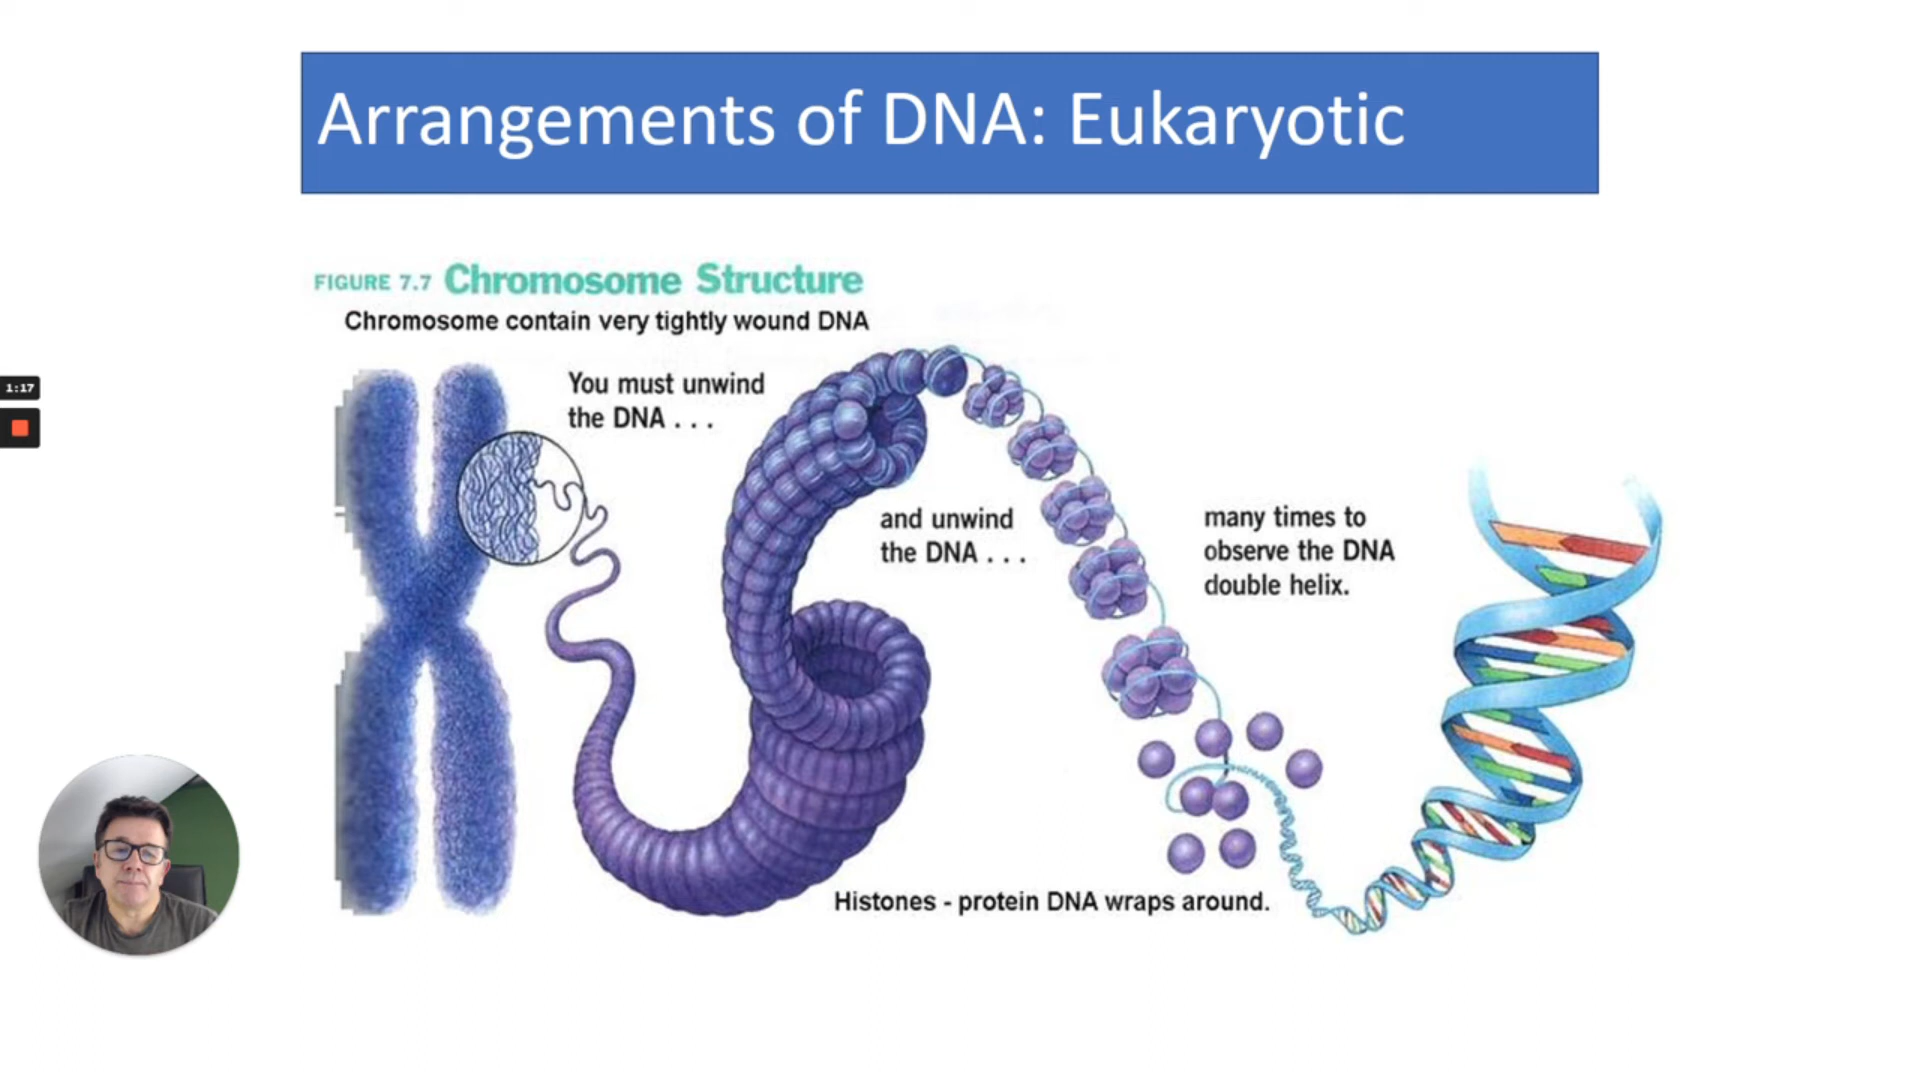 Arrangements of DNA: Eukaryotic
FIGURE 7.7 Chromosome Structure
Chromosome contain very tightly wound DNA
You must unwind
the DNA . . .
and unwind
the DNA . . .
many times to
observe the DNA
double helix.
Histones - protein DNA wraps around.
1:17